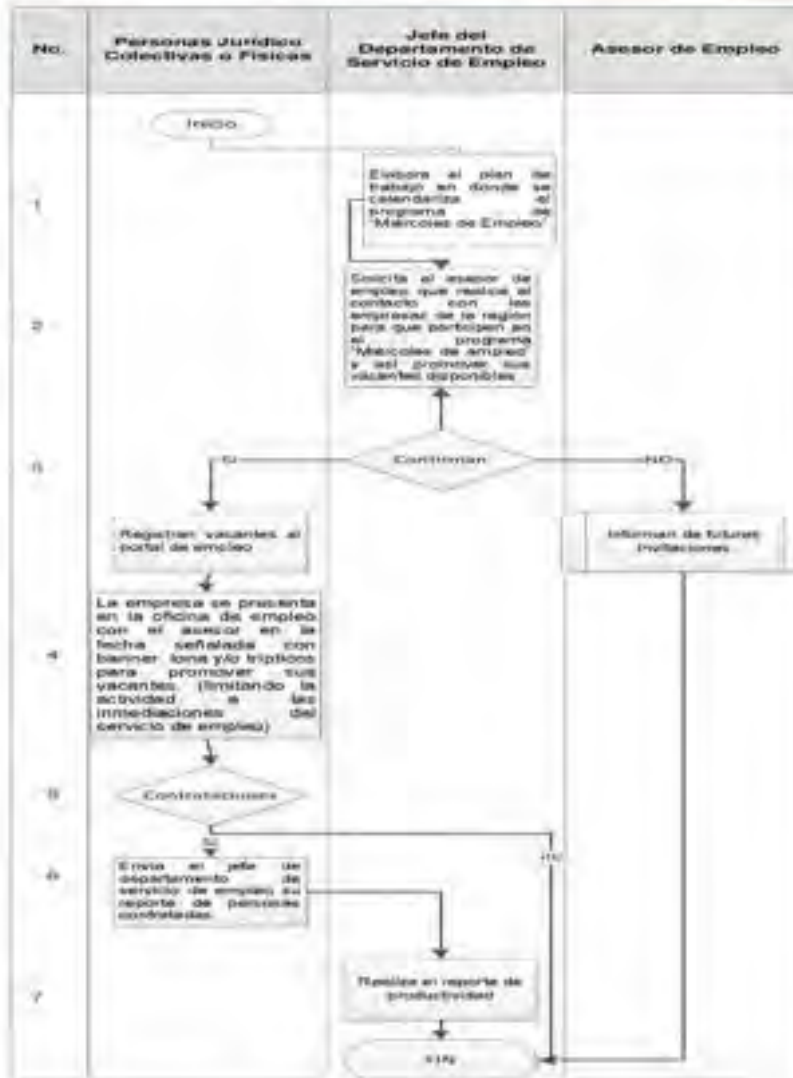 No.
Personas Jurídico
Colectivas o Físicas
Jefe del
Departamento de
Servicio de Empleo
Asesor de Empleo
Inicio
1
Elabora el plan de
trabajo en donde se
calendariza el
programa de
"Miércoles de Empleo"
2
Solicita al asesor de
empleo que realice el
contacto con las
empresas de la región
para que participen en
el programa
"Miércoles de empleo"
y así promover sus
vacantes disponibles
3
Confirman
SI
NO
Registran vacantes al
portal de empleo
Informan de futuras
invitaciones
4
La empresa se presenta
en la oficina de empleo
con el asesor en la
fecha señalada con
banner lona y/o trípticos
para promover sus
vacantes. (limitando la
actividad a las
inmediaciones del
servicio de empleo)
5
Contrataciones
SI
no
6
Envía al jefe de
departamento de
servicio de empleo su
reporte de personas
contratadas
7
Realiza el reporte de
productividad
FIN